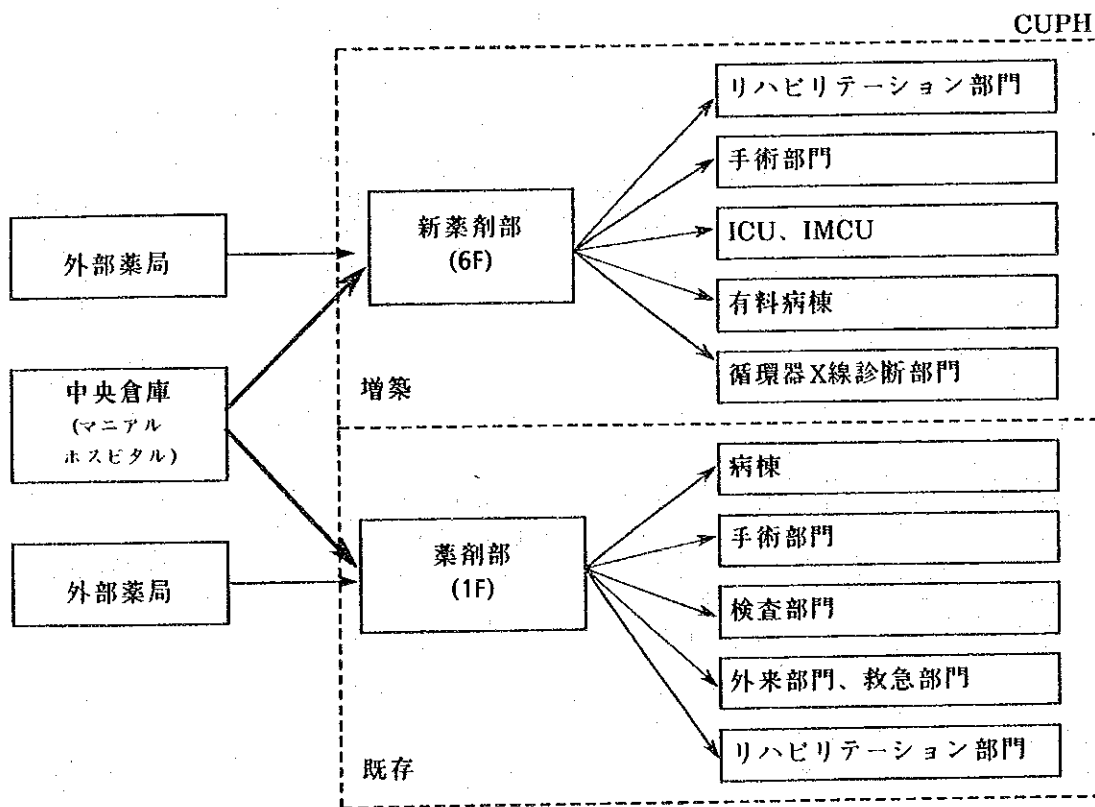 CUPH
外部薬局
中央倉庫
(マニアル
ホスピタル)
外部薬局
新薬剤部
(6F)
増築
リハビリテーション部門
手術部門
ICU、IMCU
有料病棟
循環器X線診断部門
薬剤部
(1F)
既存
病棟
手術部門
検査部門
外来部門、救急部門
リハビリテーション部門